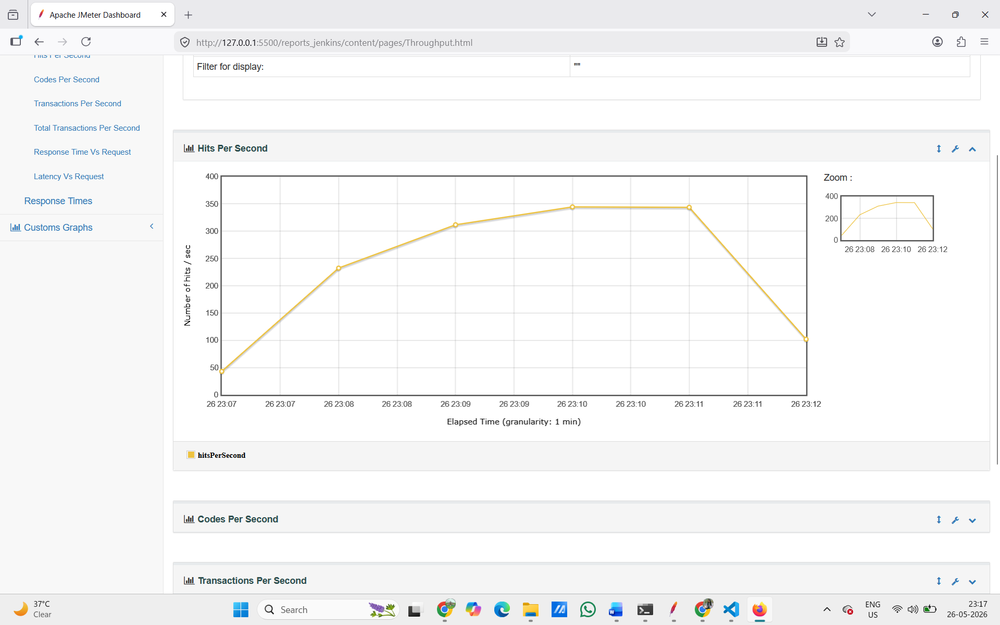 Apache JMeter Dashboard
http://127.0.0.1:5500/reports_jenkins/content/pages/Throughput.html
Hits Per Second
Codes Per Second
Transactions Per Second
Total Transactions Per Second
Response Time Vs Request
Latency Vs Request
Response Times
Customs Graphs
Filter for display: ""
Hits Per Second
400
350
300
250
200
150
100
50
0
Number of hits / sec
26 23:07 26 23:07 26 23:08 26 23:08 26 23:09 26 23:09 26 23:10 26 23:10 26 23:11 26 23:11 26 23:12
Elapsed Time (granularity: 1 min)
Zoom :
400
200
0
26 23:08 26 23:10 26 23:12
hitsPerSecond
Codes Per Second
Transactions Per Second
37°C
Clear
Search
ENG
US
23:17
26-05-2026